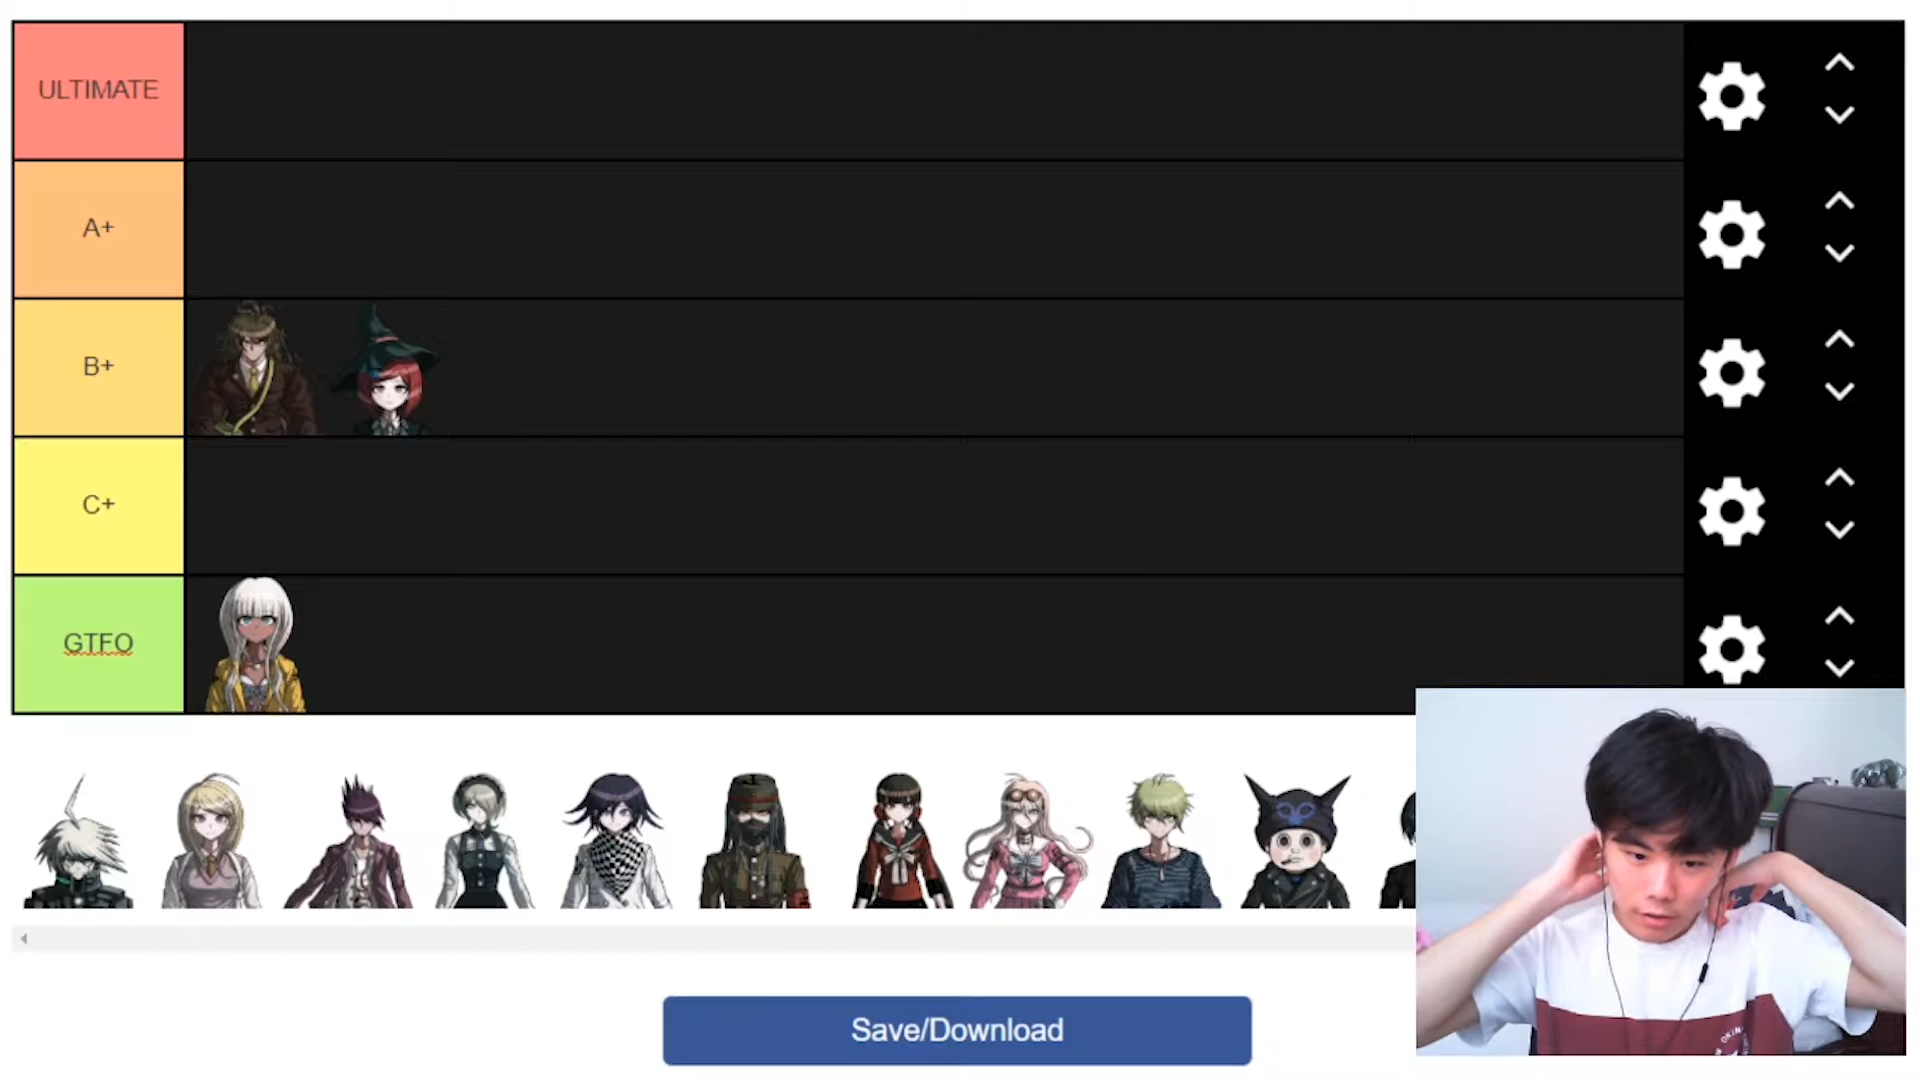 ULTIMATE
A+
B+
C+
GTFO
Save/Download